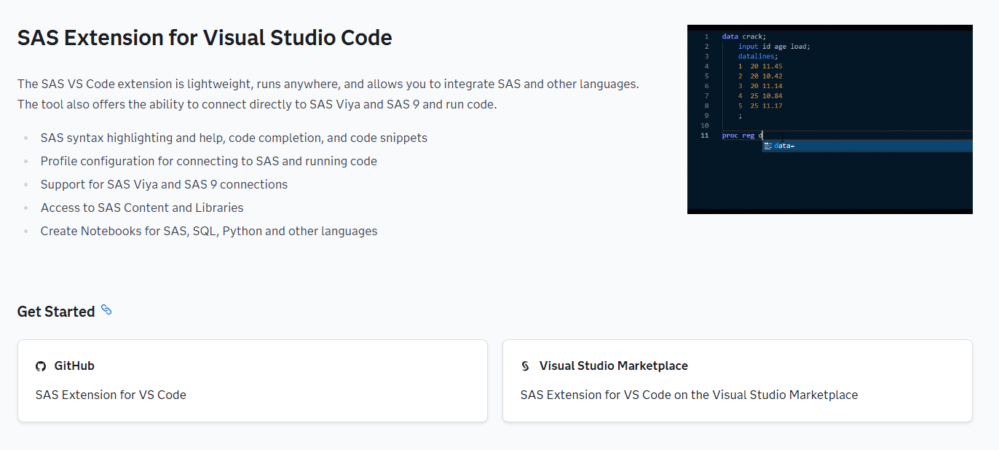 SAS Extension for Visual Studio Code
The SAS VS Code extension is lightweight, runs anywhere, and allows you to integrate SAS and other languages.
The tool also offers the ability to connect directly to SAS Viya and SAS 9 and run code.
SAS syntax highlighting and help, code completion, and code snippets
Profile configuration for connecting to SAS and running code
Support for SAS Viya and SAS 9 connections
Access to SAS Content and Libraries
Create Notebooks for SAS, SQL, Python and other languages
1 data crack;
2 input id age load;
3 datalines;
4 1 20 11.45
5 2 20 10.42
6 3 20 11.14
7 4 25 10.84
8 5 25 11.17
9 ;
10
11 proc reg d
data=
Get Started
GitHub
SAS Extension for VS Code
Visual Studio Marketplace
SAS Extension for VS Code on the Visual Studio Marketplace